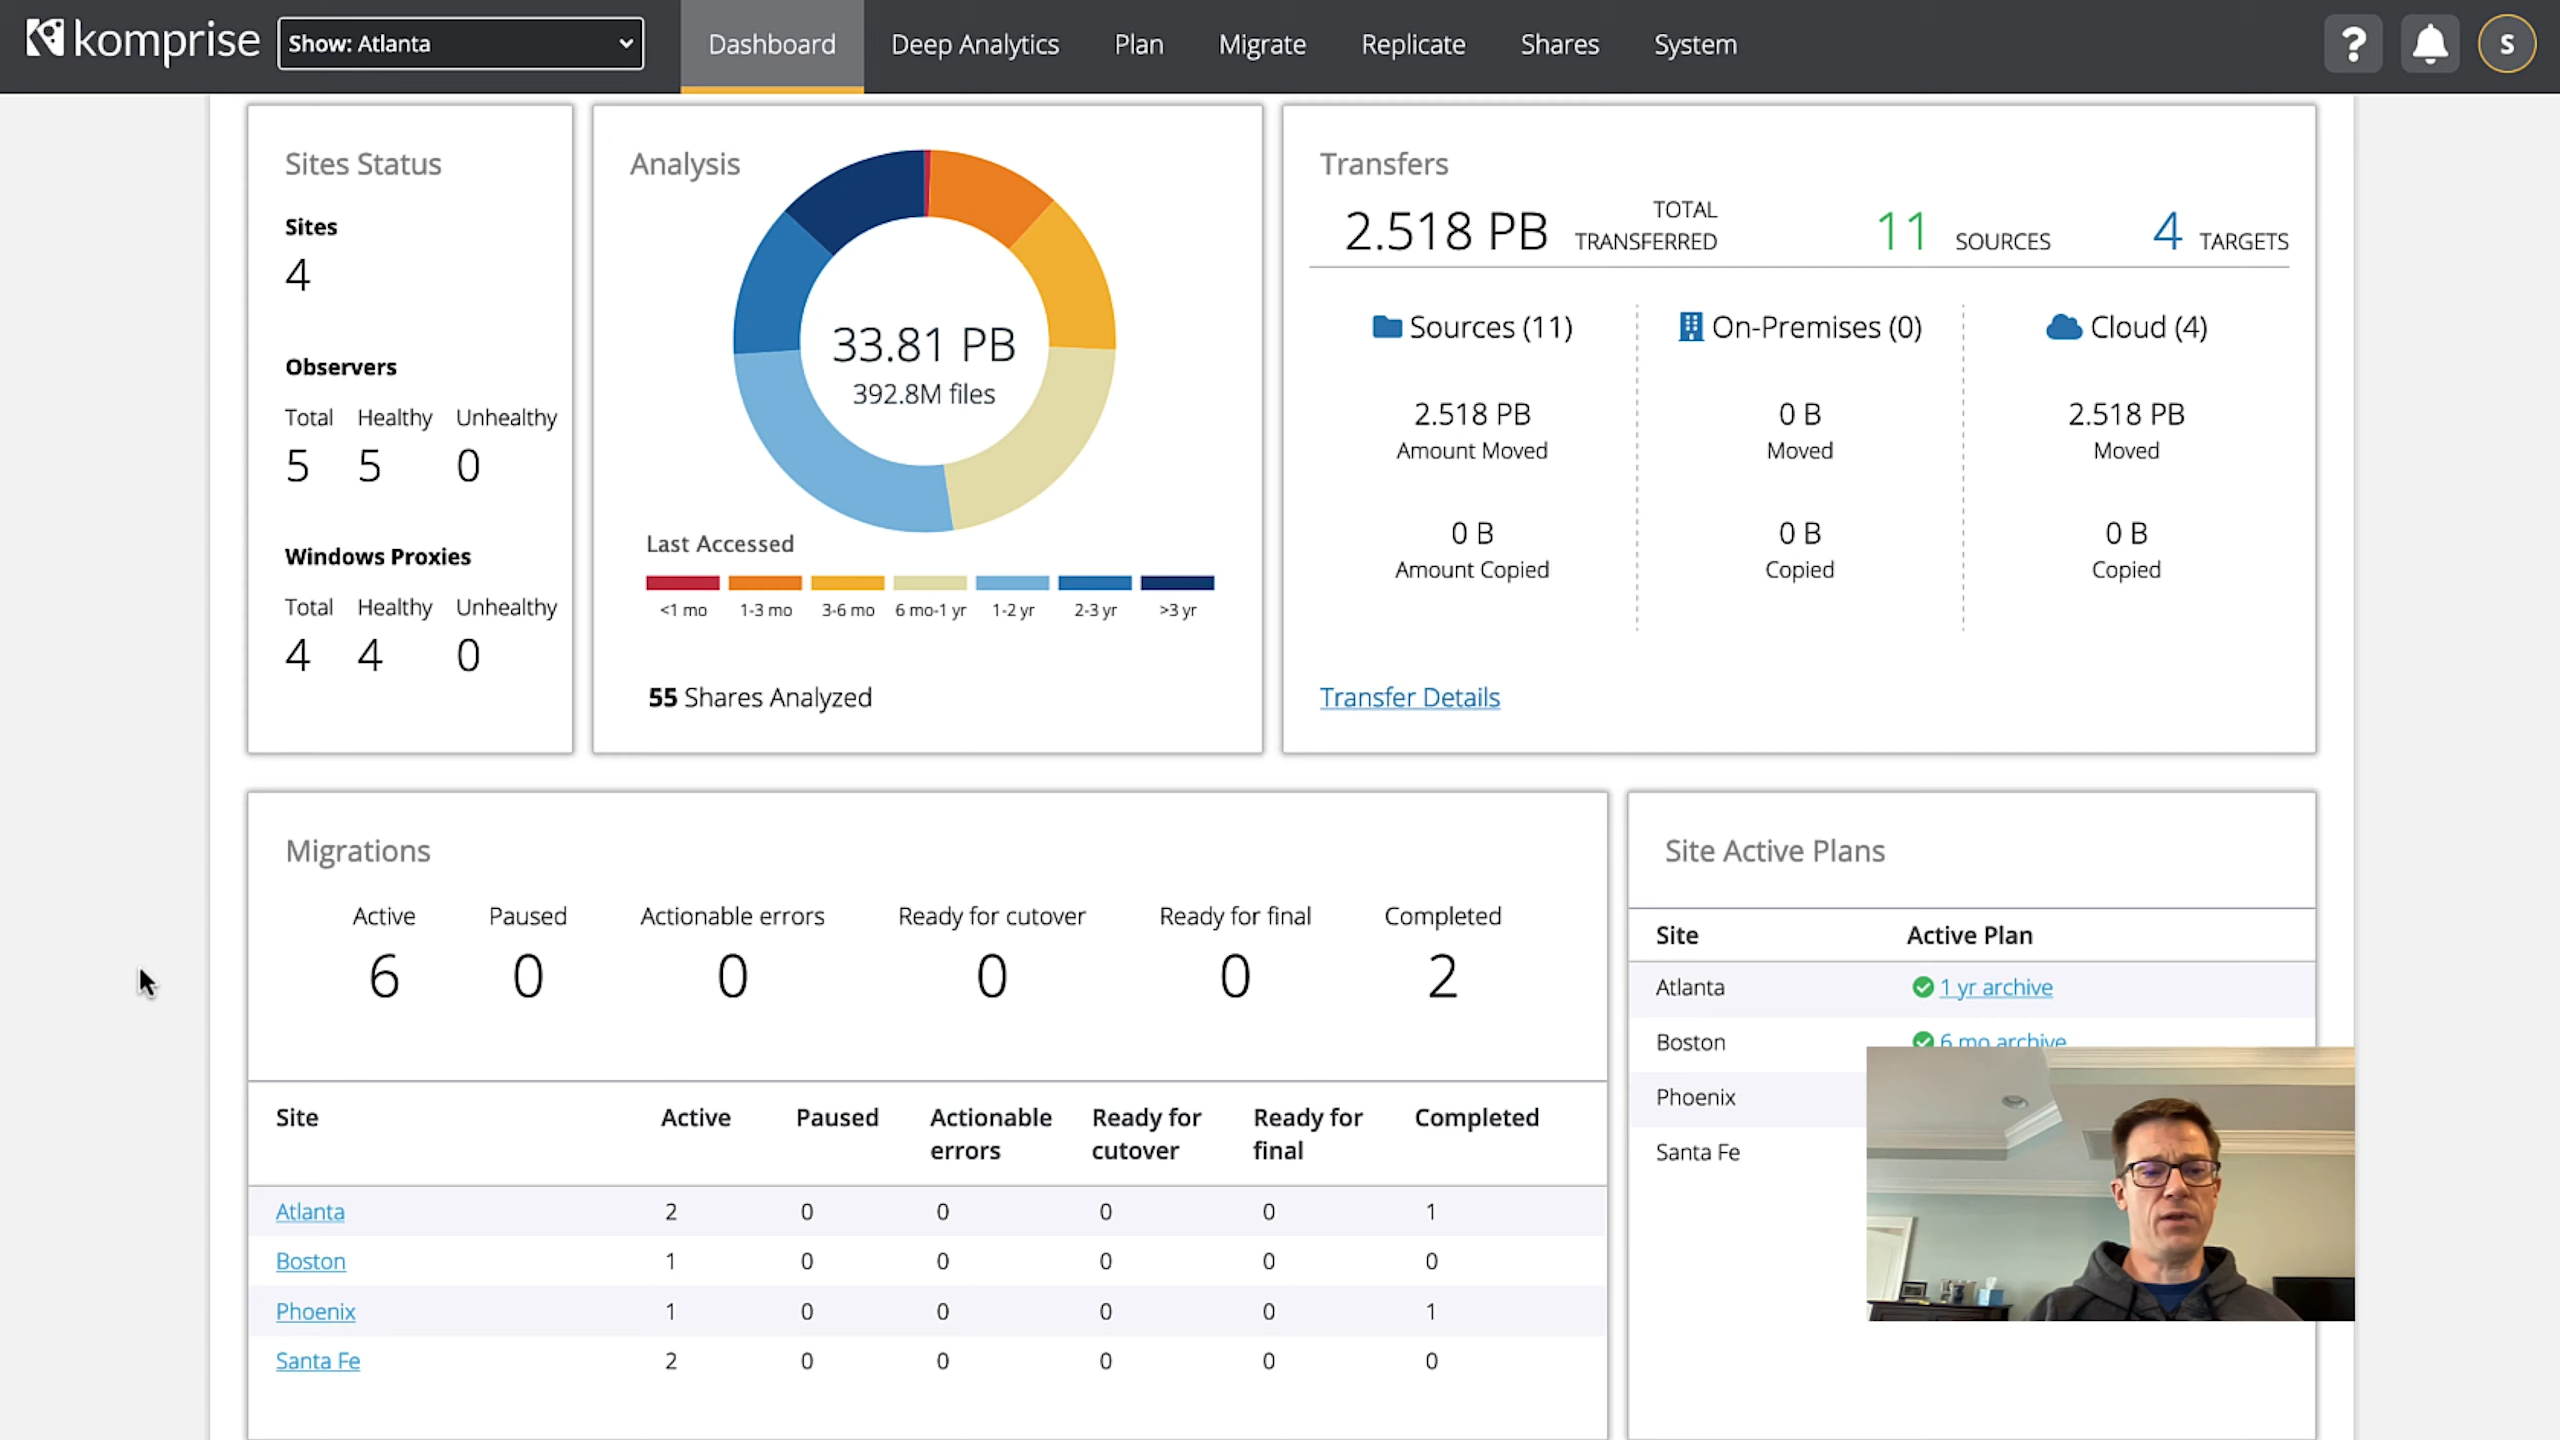 komprise
Show: Atlanta
Dashboard
Deep Analytics
Plan
Migrate
Replicate
Shares
System
?
S
Sites Status
Sites
4
Observers
Total Healthy Unhealthy
5 5 0
Windows Proxies
Total Healthy Unhealthy
4 4 0
Analysis
33.81 PB
392.8M files
Last Accessed
<1 mo 1-3 mo 3-6 mo 6 mo-1 yr 1-2 yr 2-3 yr >3 yr
55 Shares Analyzed
Transfers
2.518 PB TOTAL TRANSFERRED 11 SOURCES 4 TARGETS
Sources (11) On-Premises (0) Cloud (4)
2.518 PB 0 B 2.518 PB
Amount Moved Moved Moved
0 B 0 B 0 B
Amount Copied Copied Copied
Transfer Details
Migrations
Active Paused Actionable errors Ready for cutover Ready for final Completed
6 0 0 0 0 2
Site Active Paused Actionable errors Ready for cutover Ready for final Completed
Atlanta 2 0 0 0 0 1
Boston 1 0 0 0 0 0
Phoenix 1 0 0 0 0 1
Santa Fe 2 0 0 0 0 0
Site Active Plans
Site Active Plan
Atlanta 1 yr archive
Boston 6 mo archive
Phoenix
Santa Fe